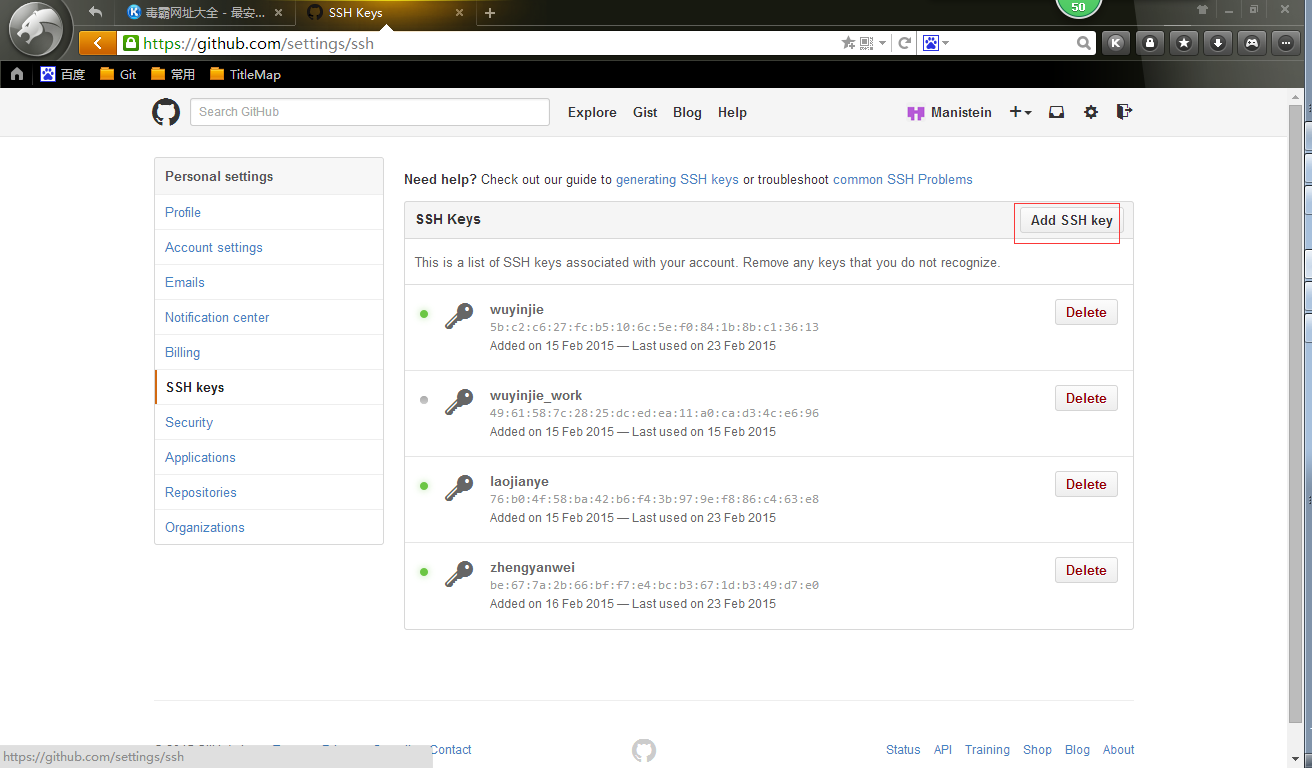 50
毒霸网址大全 - 最安...
SSH Keys
https://github.com/settings/ssh
百度 Git 常用 TitleMap
Search GitHub Explore Gist Blog Help Manistein
Personal settings
Profile
Account settings
Emails
Notification center
Billing
SSH keys
Security
Applications
Repositories
Organizations
Need help? Check out our guide to generating SSH keys or troubleshoot common SSH Problems
SSH Keys Add SSH key
This is a list of SSH keys associated with your account. Remove any keys that you do not recognize.
wuyinjie Delete
5b:c2:c6:27:fc:b5:10:6c:5e:f0:84:1b:8b:c1:36:13
Added on 15 Feb 2015 — Last used on 23 Feb 2015
wuyinjie_work Delete
49:61:58:7c:28:25:dc:ed:ea:11:a0:ca:d3:4c:e6:96
Added on 15 Feb 2015 — Last used on 15 Feb 2015
laojianye Delete
76:b0:4f:58:ba:42:b6:f4:3b:97:9e:f8:86:c4:63:e8
Added on 15 Feb 2015 — Last used on 23 Feb 2015
zhengyanwei Delete
be:67:7a:2b:66:bf:f7:e4:bc:b3:67:1d:b3:49:d7:e0
Added on 16 Feb 2015 — Last used on 23 Feb 2015
Contact Status API Training Shop Blog About
https://github.com/settings/ssh